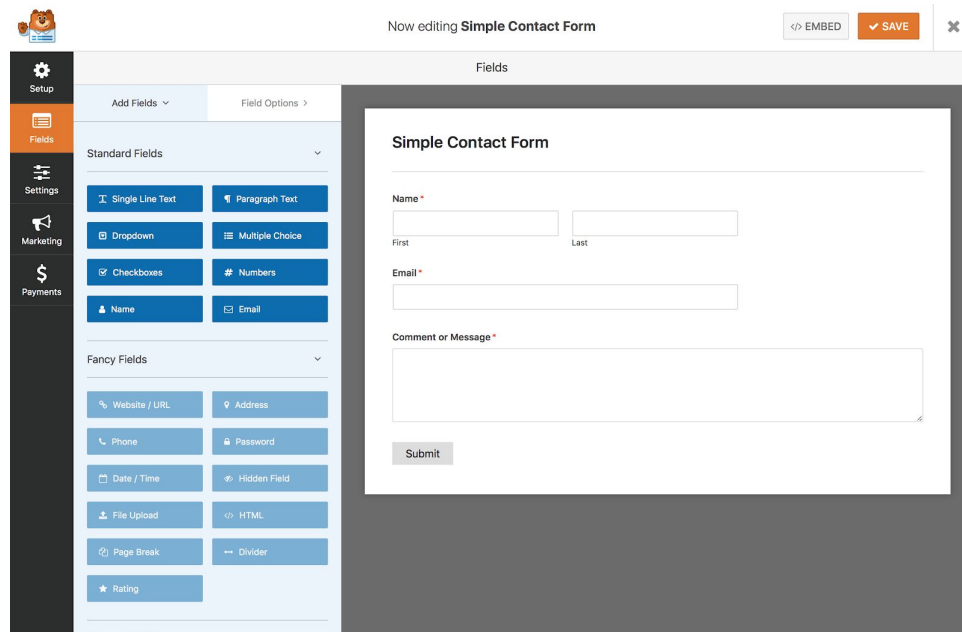 Now editing Simple Contact Form
</> EMBED
SAVE
Setup
Fields
Settings
Marketing
Payments
Fields
Add Fields
Field Options
Standard Fields
Single Line Text
Paragraph Text
Dropdown
Multiple Choice
Checkboxes
# Numbers
Name
Email
Fancy Fields
Website / URL
Address
Phone
Password
Date / Time
Hidden Field
File Upload
</> HTML
Page Break
Divider
Rating
Simple Contact Form
Name *
First
Last
Email *
Comment or Message *
Submit